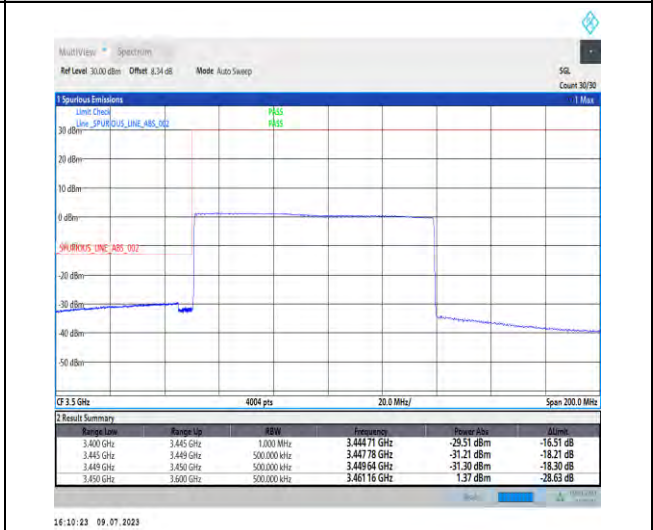 MultiView Spectrum
Ref Level 30.00 dBm Offset 8.34 dB Mode Auto Sweep SGL
Count 30/30
1 Spurious Emissions 1 Max
Limit Check PASS
Line _SPURIOUS_LINE_ABS_002 PASS
30 dBm
20 dBm
10 dBm
0 dBm
_SPURIOUS_LINE_ABS_002
-20 dBm
-30 dBm
-40 dBm
-50 dBm
CF 3.5 GHz 4004 pts 20.0 MHz/ Span 200.0 MHz
2 Result Summary
Range Low Range Up RBW Frequency Power Abs ΔLimit
3.400 GHz 3.445 GHz 1.000 MHz 3.444 71 GHz -29.51 dBm -16.51 dB
3.445 GHz 3.449 GHz 500.000 kHz 3.447 78 GHz -31.21 dBm -18.21 dB
3.449 GHz 3.450 GHz 500.000 kHz 3.449 64 GHz -31.30 dBm -18.30 dB
3.450 GHz 3.600 GHz 500.000 kHz 3.461 16 GHz 1.37 dBm -28.63 dB
16:10:23 09.07.2023